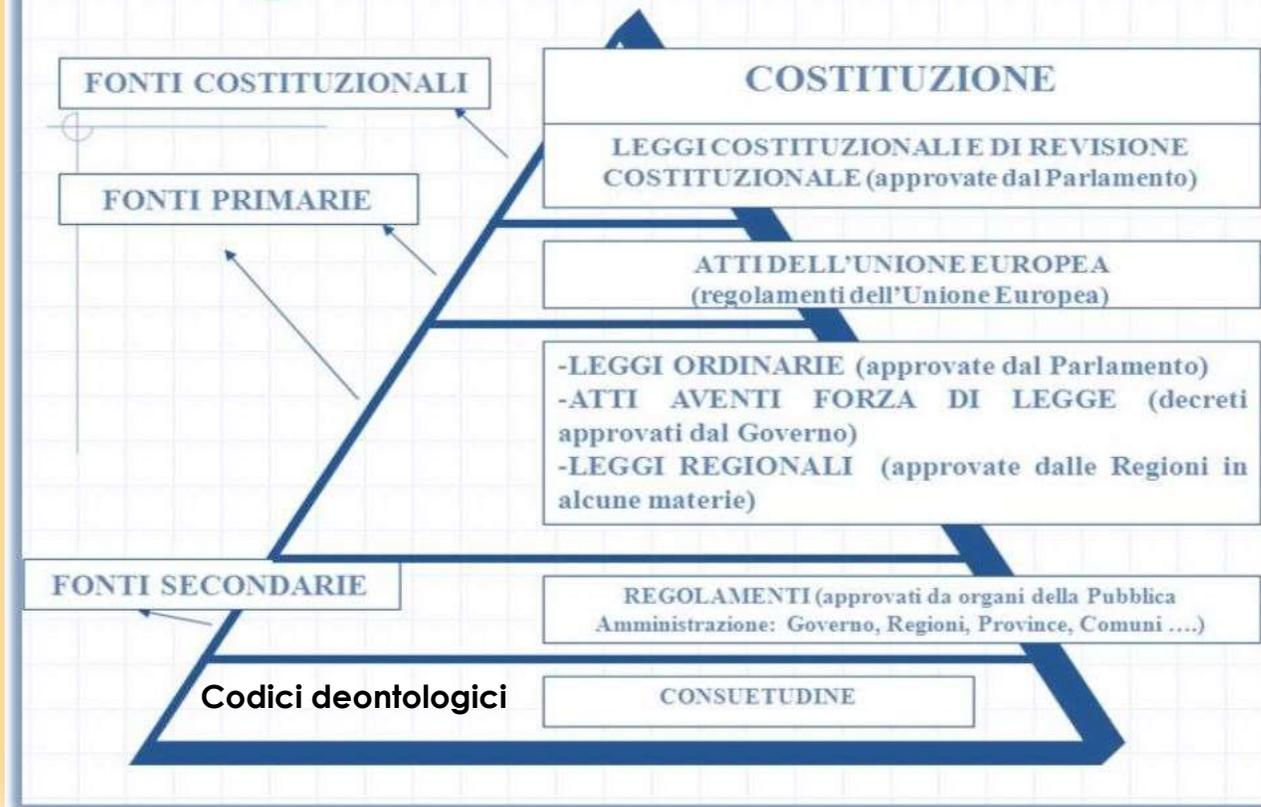 FONTI COSTITUZIONALI
COSTITUZIONE
LEGGI COSTITUZIONALI E DI REVISIONE
COSTITUZIONALE (approvate dal Parlamento)
FONTI PRIMARIE
ATTI DELL'UNIONE EUROPEA
(regolamenti dell'Unione Europea)
-LEGGI ORDINARIE (approvate dal Parlamento)
-ATTI AVENTI FORZA DI LEGGE (decreti
approvati dal Governo)
-LEGGI REGIONALI (approvate dalle Regioni in
alcune materie)
FONTI SECONDARIE
REGOLAMENTI (approvati da organi della Pubblica
Amministrazione: Governo, Regioni, Province, Comuni ....)
Codici deontologici
CONSUETUDINE